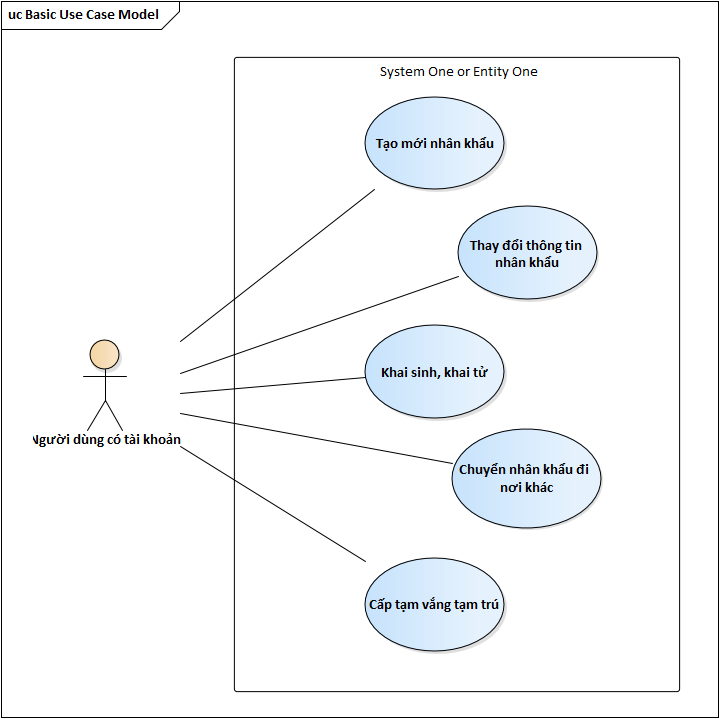 uc Basic Use Case Model
System One or Entity One
Tạo mới nhân khẩu
Thay đổi thông tin
nhân khẩu
Khai sinh, khai tử
Người dùng có tài khoản
Chuyển nhân khẩu đi
nơi khác
Cấp tạm vắng tạm trú